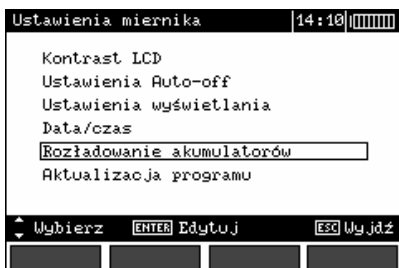 Ustawienia miernika 14:10
Kontrast LCD
Ustawienia Auto-off
Ustawienia wyświetlania
Data/czas
Rozładowanie akumulatorów
Aktualizacja programu
Wybierz ENTER Edytuj ESC Wyjdź